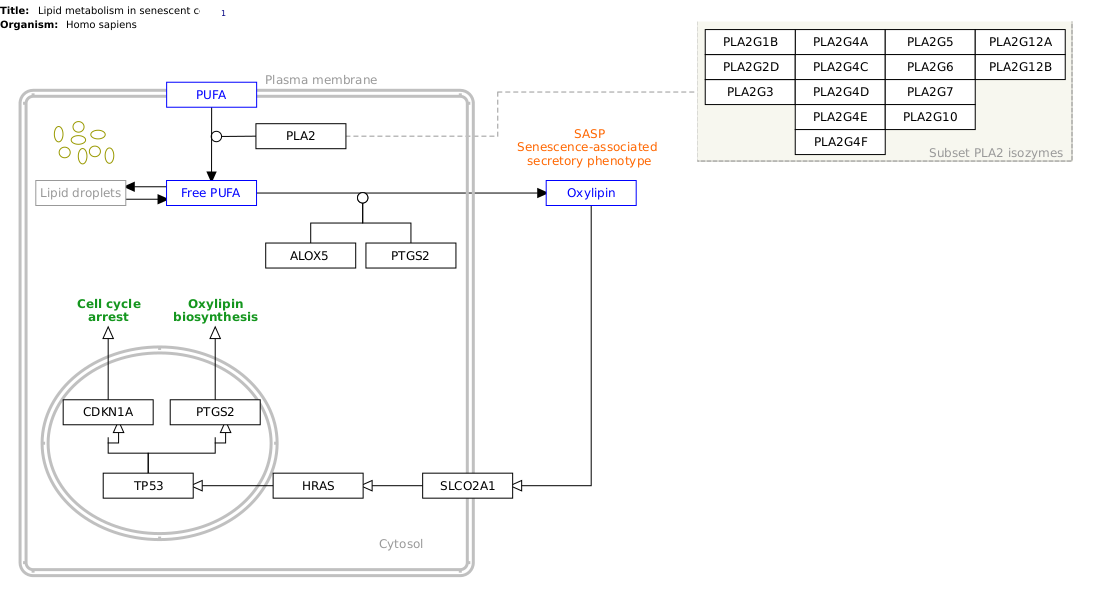 Title: Lipid metabolism in senescent c
1
Organism: Homo sapiens
PLA2G1B PLA2G4A PLA2G5 PLA2G12A
PLA2G2D PLA2G4C PLA2G6 PLA2G12B
PLA2G3 PLA2G4D PLA2G7
PLA2G4E PLA2G10
PLA2G4F
Subset PLA2 isozymes
Plasma membrane
PUFA
PLA2
SASP
Senescence-associated
secretory phenotype
Lipid droplets
Free PUFA
Oxylipin
ALOX5
PTGS2
Cell cycle
arrest
Oxylipin
biosynthesis
CDKN1A
PTGS2
TP53
HRAS
SLCO2A1
Cytosol